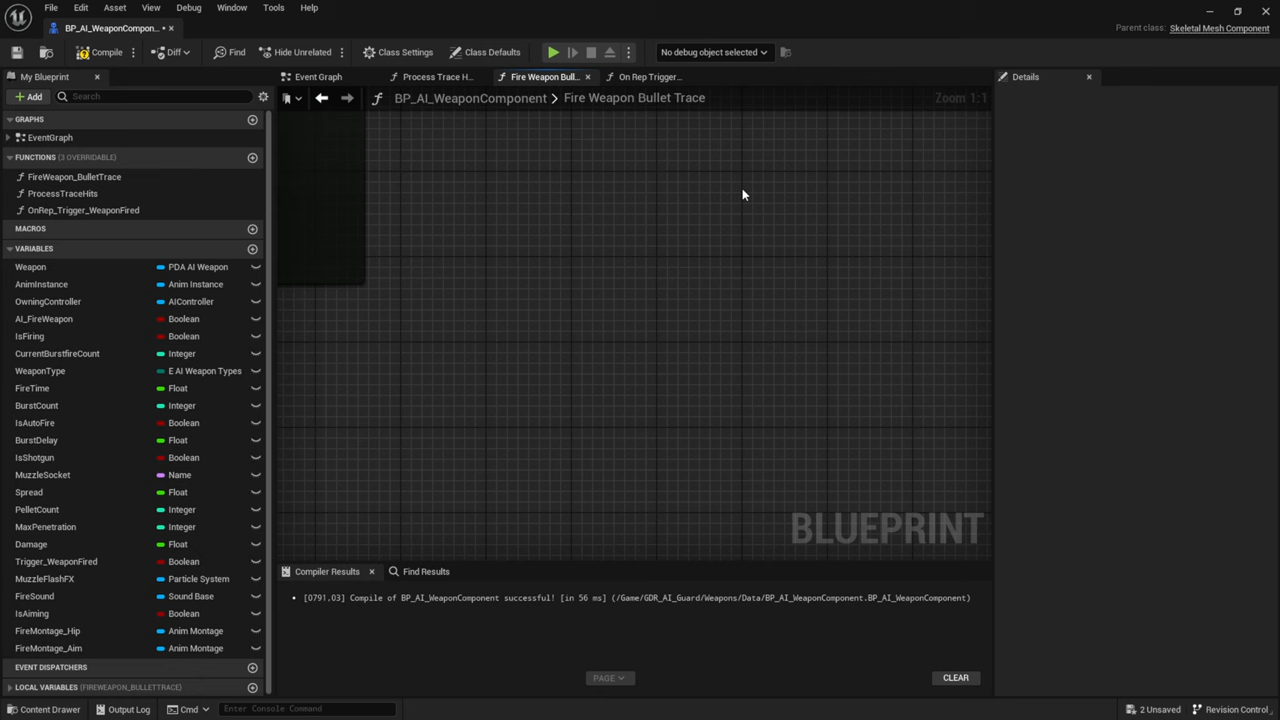 File Edit Asset View Debug Window Tools Help
BP_AI_WeaponCompon... •
Parent class: Skeletal Mesh Component
Compile Diff Find Hide Unrelated Class Settings Class Defaults No debug object selected
My Blueprint
Event Graph Process Trace H... Fire Weapon Bull... On Rep Trigger... Details
+ Add Search
BP_AI_WeaponComponent > Fire Weapon Bullet Trace Zoom 1:1
GRAPHS
EventGraph
FUNCTIONS (3 OVERRIDABLE)
FireWeapon_BulletTrace
ProcessTraceHits
OnRep_Trigger_WeaponFired
MACROS
VARIABLES
Weapon PDA AI Weapon
AnimInstance Anim Instance
OwningController AIController
AI_FireWeapon Boolean
IsFiring Boolean
CurrentBurstfireCount Integer
WeaponType E AI Weapon Types
FireTime Float
BurstCount Integer
IsAutoFire Boolean
BurstDelay Float
IsShotgun Boolean
MuzzleSocket Name
Spread Float
PelletCount Integer
MaxPenetration Integer
Damage Float
Trigger_WeaponFired Boolean
MuzzleFlashFX Particle System
FireSound Sound Base
IsAiming Boolean
FireMontage_Hip Anim Montage
FireMontage_Aim Anim Montage
EVENT DISPATCHERS
LOCAL VARIABLES (FIREWEAPON_BULLETTRACE)
BLUEPRINT
Compiler Results Find Results
• [0791.03] Compile of BP_AI_WeaponComponent successful! [in 56 ms] (/Game/GDR_AI_Guard/Weapons/Data/BP_AI_WeaponComponent.BP_AI_WeaponComponent)
PAGE CLEAR
Content Drawer Output Log Cmd Enter Console Command 2 Unsaved Revision Control